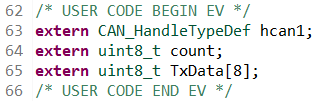 62 /* USER CODE BEGIN EV */
63 extern CAN_HandleTypeDef hcan1;
64 extern uint8_t count;
65 extern uint8_t TxData[8];
66 /* USER CODE END EV */